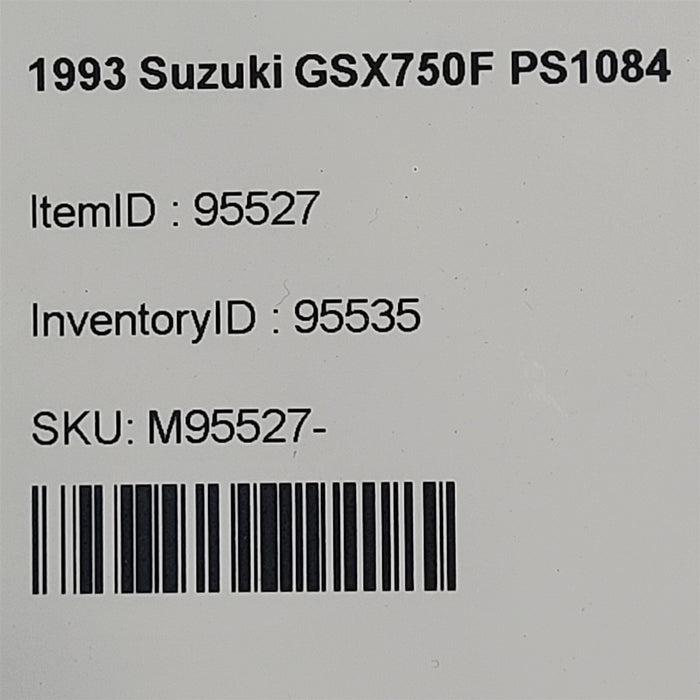 1993 Suzuki GSX750F PS1084
ItemID : 95527
InventoryID : 95535
SKU: M95527-